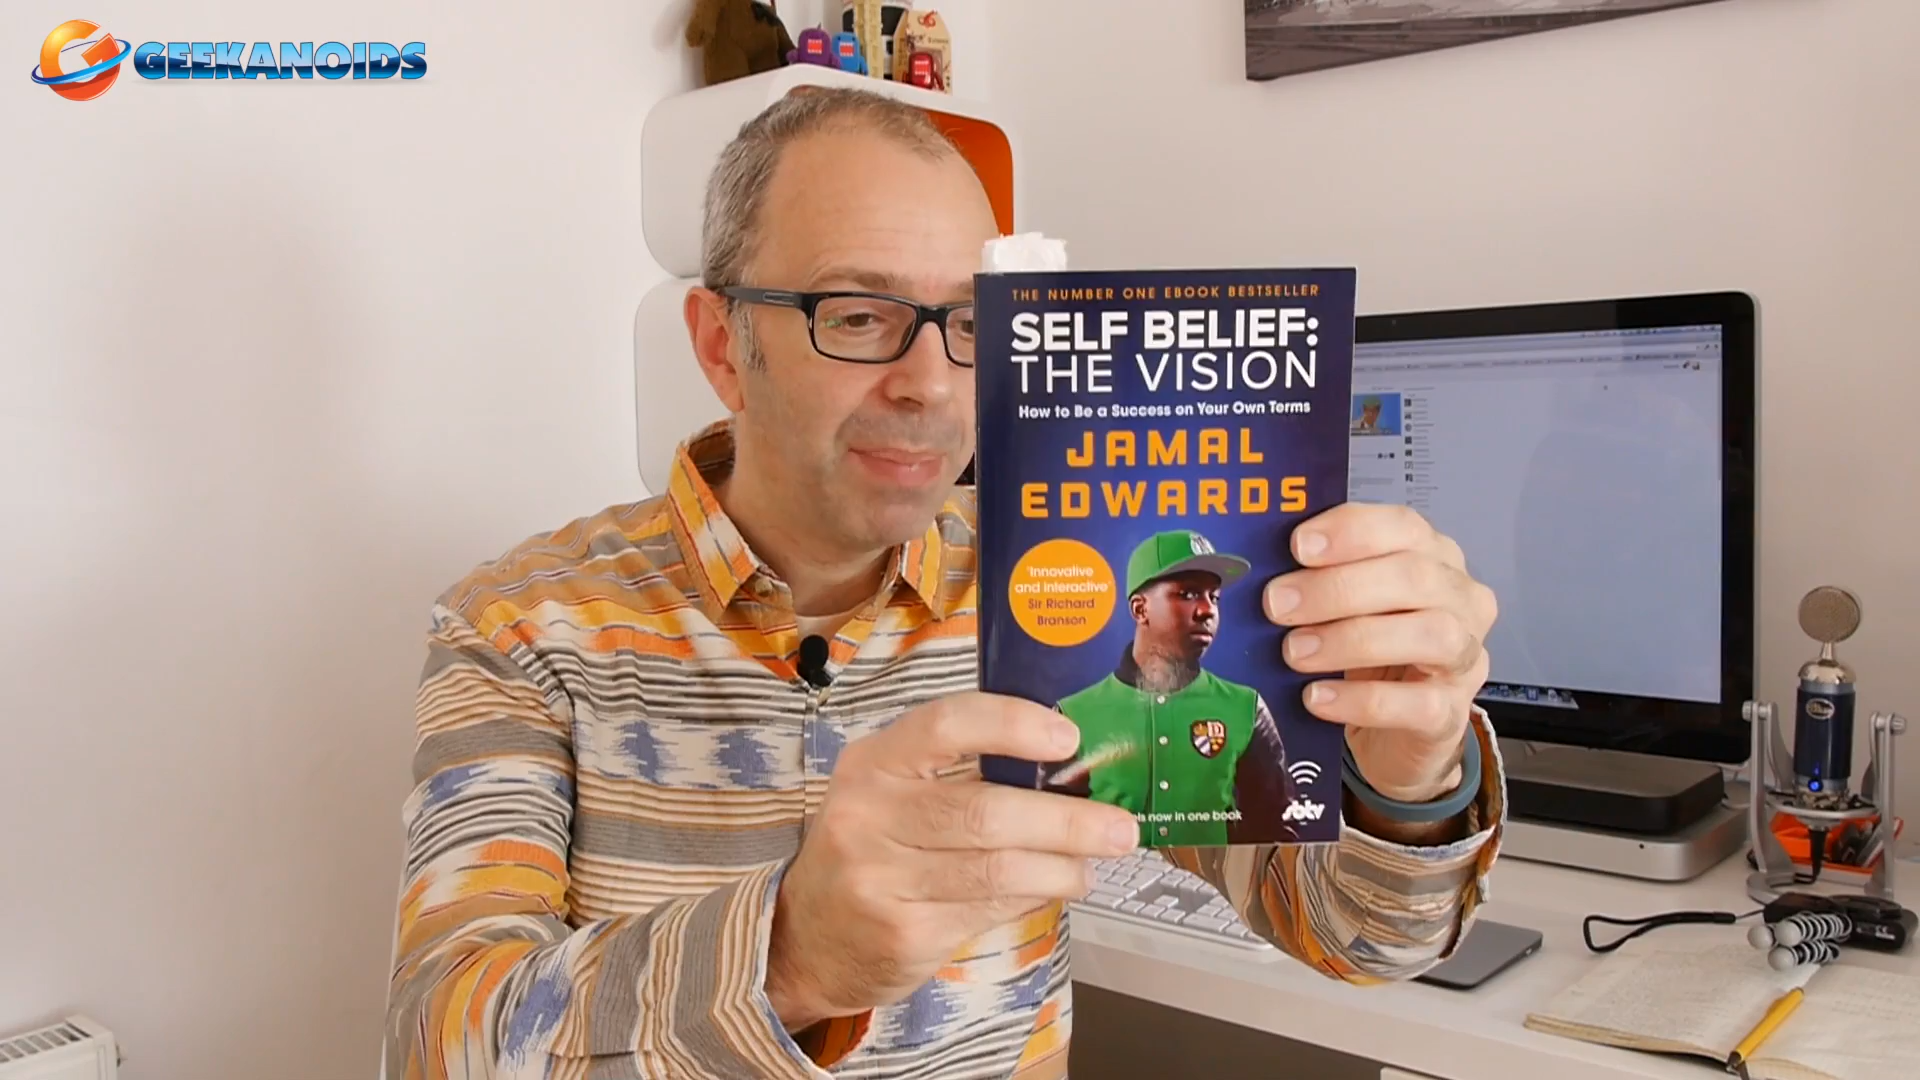 GEEKANOIDS
THE NUMBER ONE EBOOK BESTSELLER
SELF BELIEF:
THE VISION
How to Be a Success on Your Own Terms
JAMAL
EDWARDS
'Innovative
and interactive'
Sir Richard
Branson
now in one book
sbtv